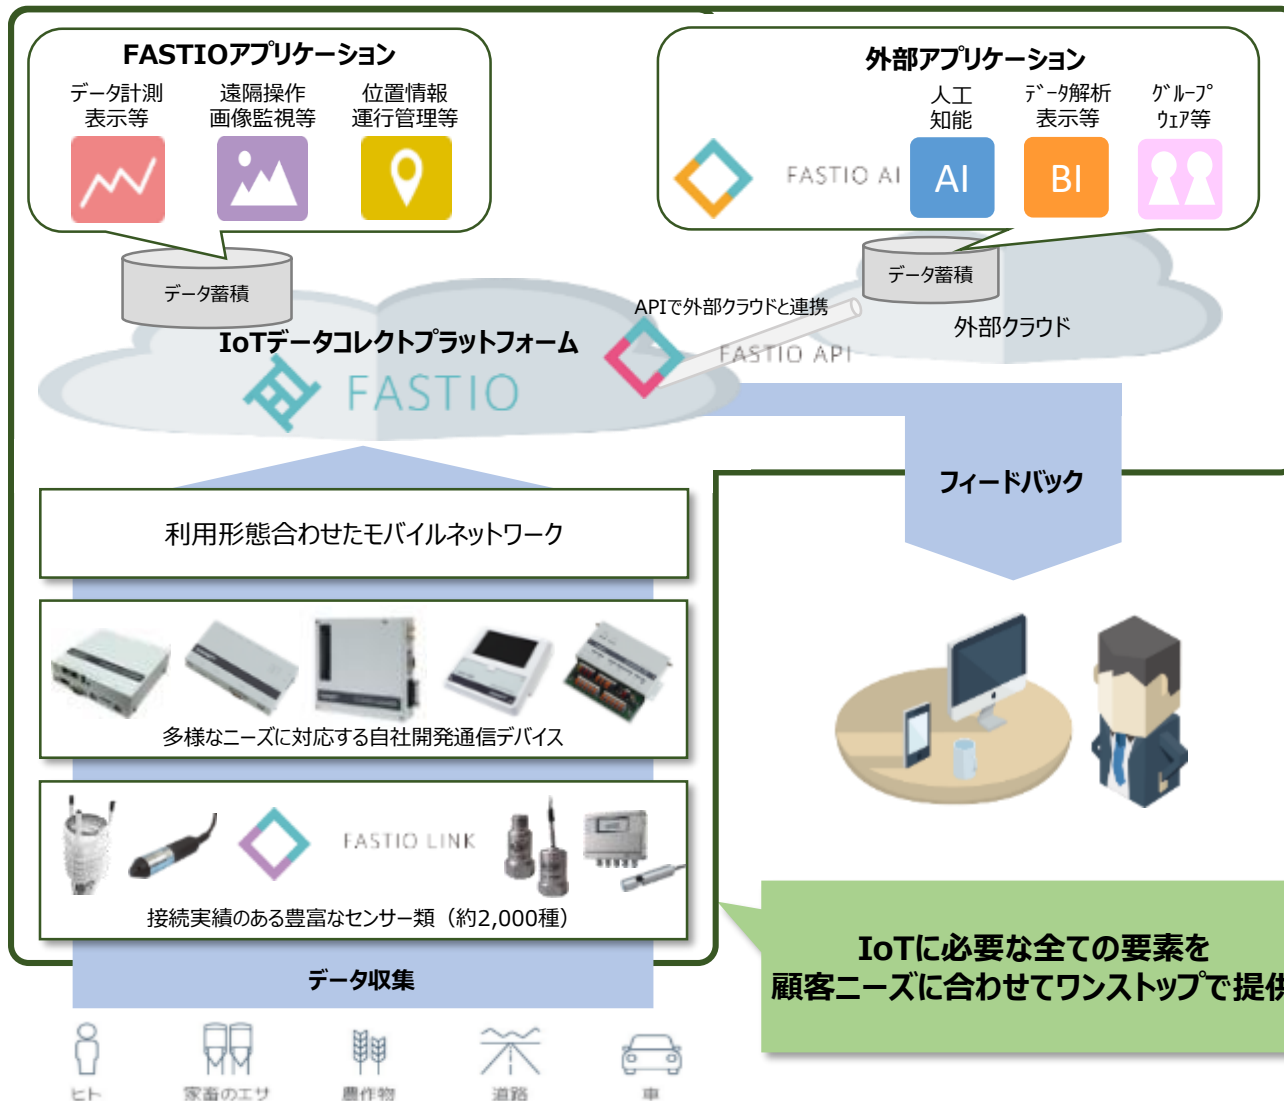 FASTIOアプリケーション
データ計測
表示等
遠隔操作
画像監視等
位置情報
運行管理等
外部アプリケーション
FASTIO AI
人工
知能
AI
ﾃﾞｰﾀ解析
表示等
BI
ｸﾞﾙｰﾌﾟ
ｳｪｱ等
データ蓄積
データ蓄積
APIで外部クラウドと連携
外部クラウド
IoTデータコレクトプラットフォーム
FASTIO
FASTIO API
フィードバック
利用形態合わせたモバイルネットワーク
多様なニーズに対応する自社開発通信デバイス
FASTIO LINK
接続実績のある豊富なセンサー類（約2,000種）
データ収集
IoTに必要な全ての要素を
顧客ニーズに合わせてワンストップで提供
ヒト
家畜のエサ
農作物
道路
車